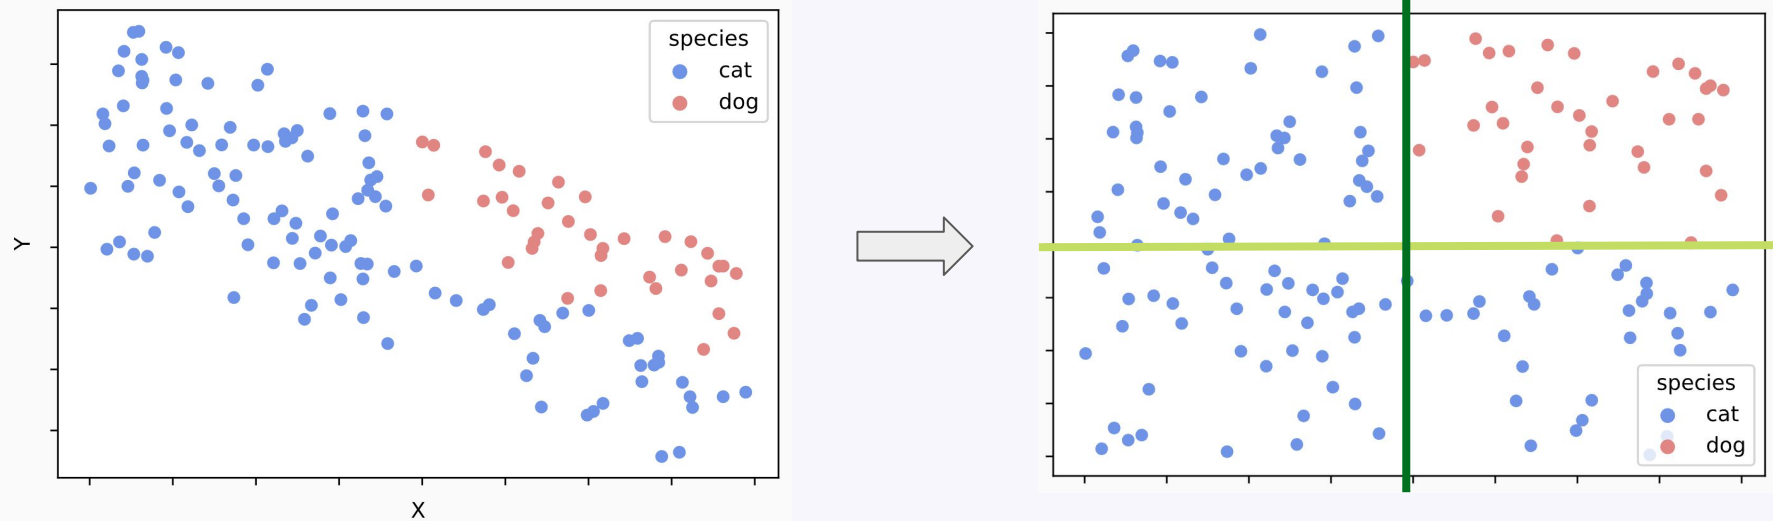 species
cat
dog
Y
X
species
cat
dog